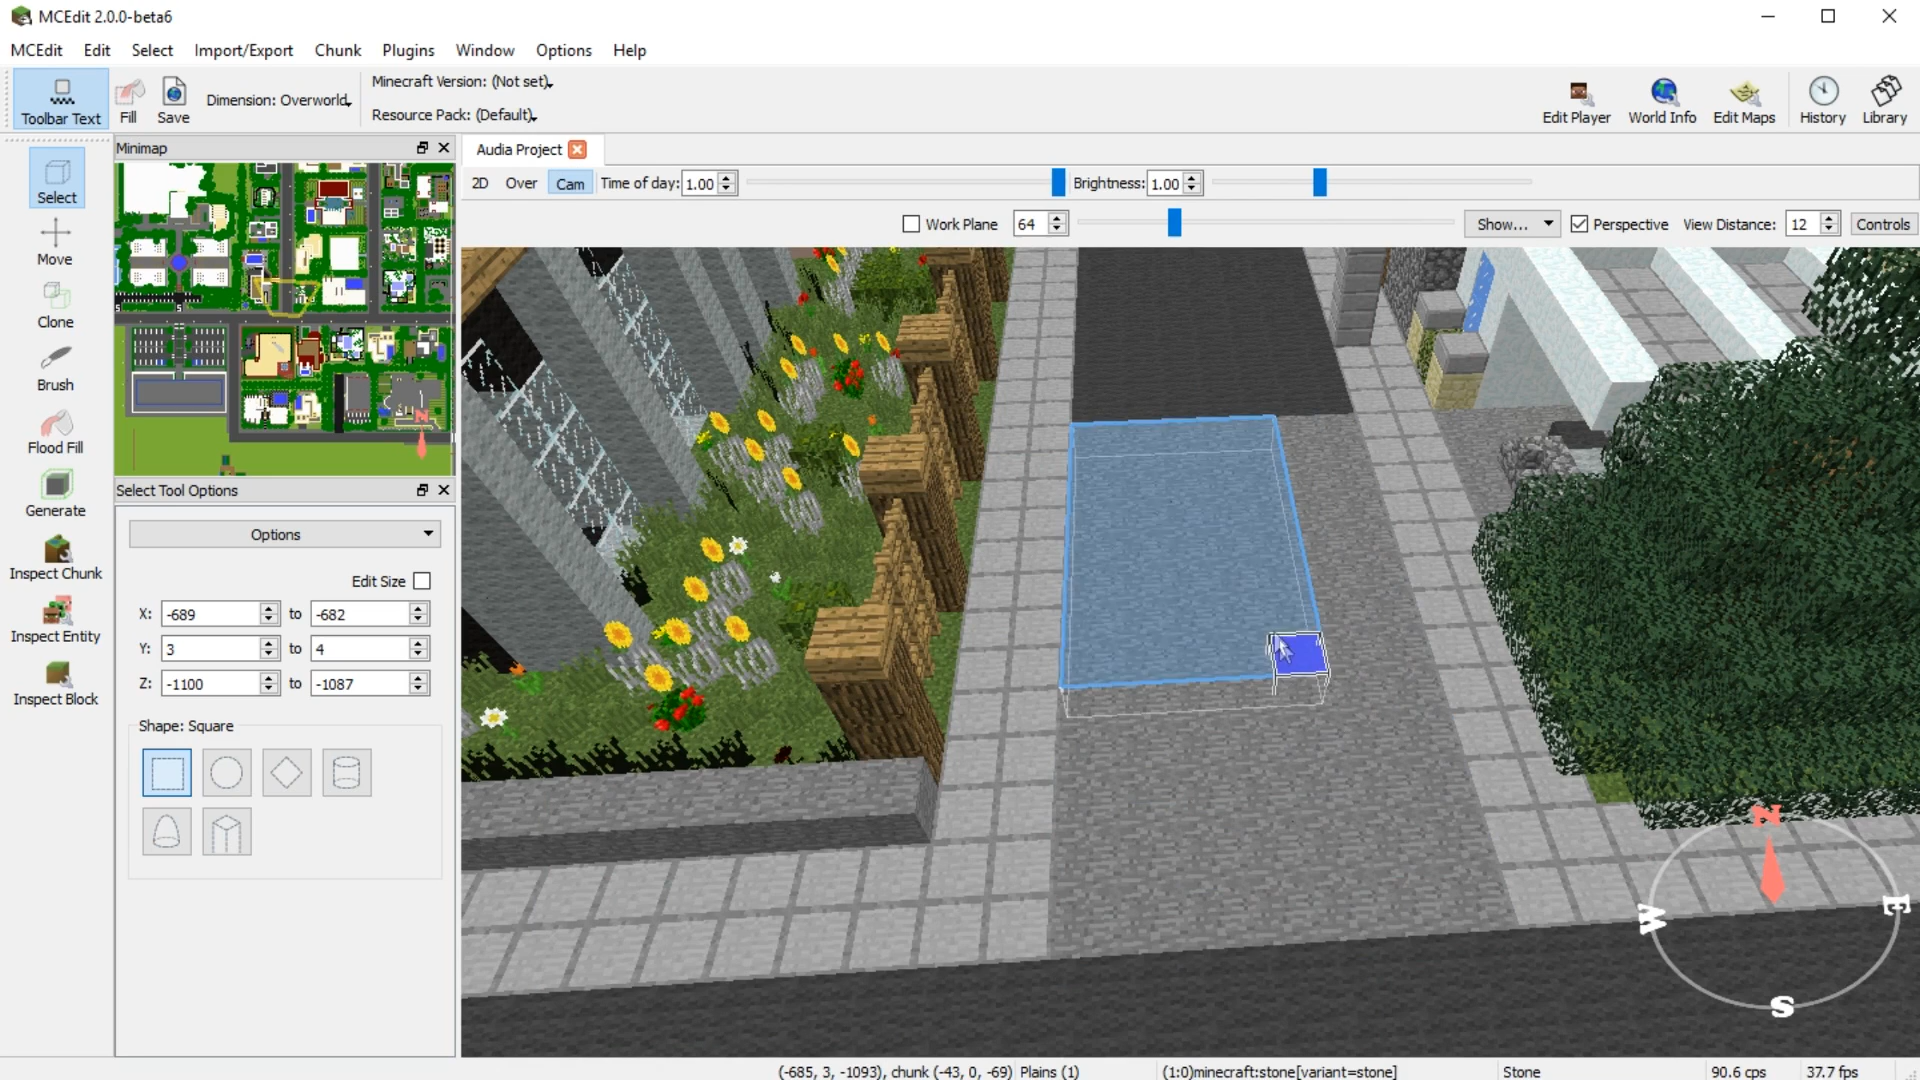 MCEdit 2.0.0-beta6
MCEdit Edit Select Import/Export Chunk Plugins Window Options Help
Toolbar Text
Fill
Save
Dimension: Overworld
Minecraft Version: (Not set)
Resource Pack: (Default)
Edit Player
World Info
Edit Maps
History
Library
Select
Move
Clone
Brush
Flood Fill
Generate
Inspect Chunk
Inspect Entity
Inspect Block
Minimap
N
Select Tool Options
Options
Edit Size
X: -689 to -682
Y: 3 to 4
Z: -1100 to -1087
Shape: Square
Audia Project
2D Over Cam Time of day: 1.00 Brightness: 1.00
Work Plane 64 Show... Perspective View Distance: 12 Controls
N
W
E
S
(-685, 3, -1093), chunk (-43, 0, -69) Plains (1) (1:0)minecraft:stone[variant=stone] Stone 90.6 cps 37.7 fps